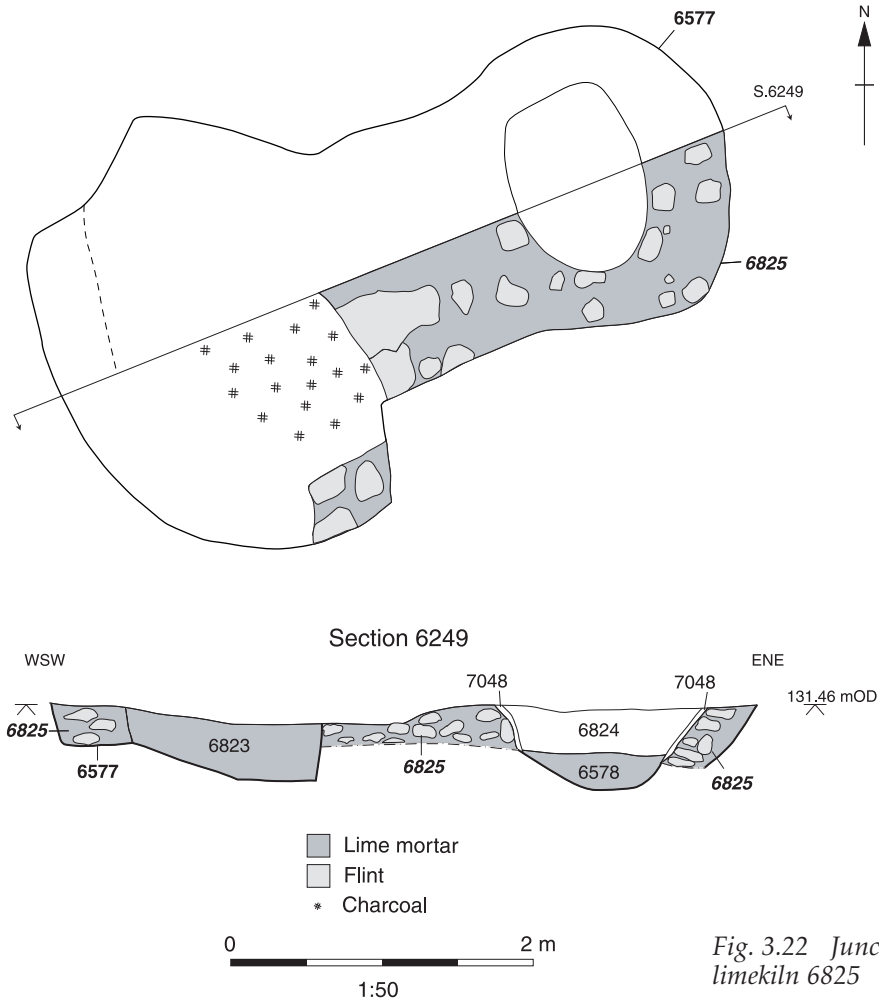 6577
N
S.6249
6825
Section 6249
WSW
ENE
7048
7048
131.46 mOD
6825
6823
6824
6577
6825
6578
6825
Lime mortar
Flint
Charcoal
0 2 m
1:50
Fig. 3.22 Junc
limekiln 6825